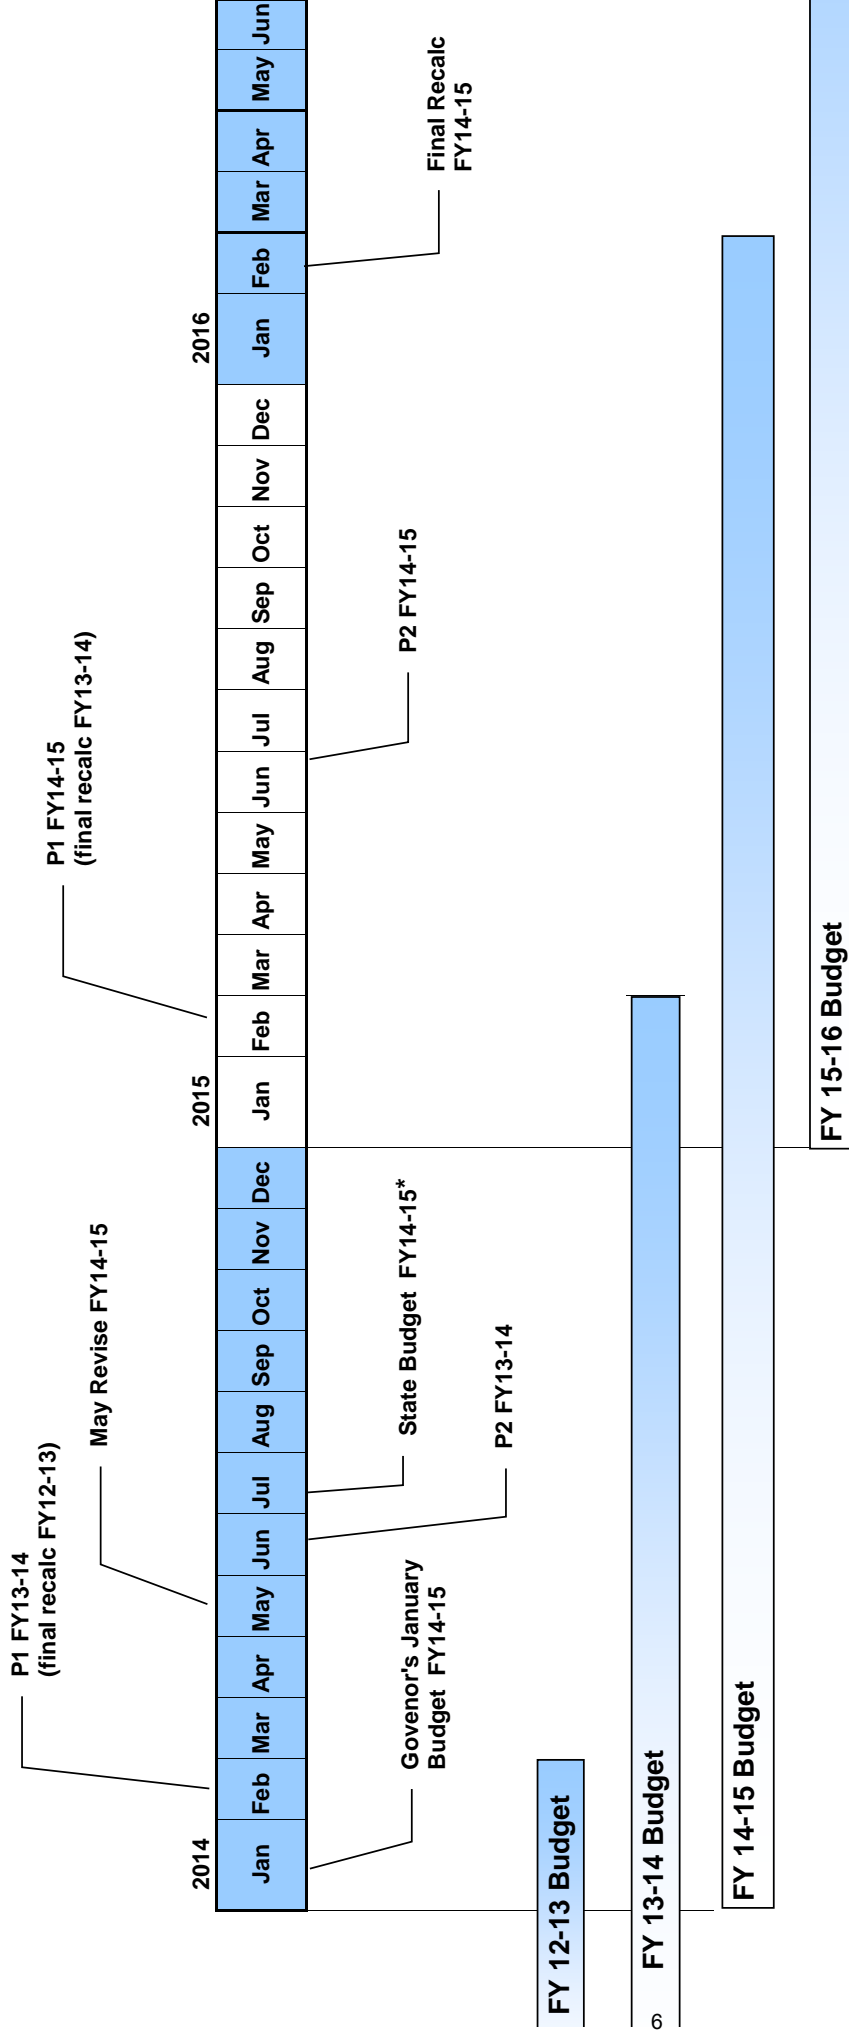 P1 FY13-14
(final recalc FY12-13)
May Revise FY14-15
P1 FY14-15
(final recalc FY13-14)
2014
2015
2016
Jan Feb Mar Apr May Jun Jul Aug Sep Oct Nov Dec Jan Feb Mar Apr May Jun Jul Aug Sep Oct Nov Dec Jan Feb Mar Apr May Jun
Govenor's January
Budget FY14-15
State Budget FY14-15*
P2 FY13-14
P2 FY14-15
Final Recalc
FY14-15
FY 12-13 Budget
FY 13-14 Budget
FY 14-15 Budget
FY 15-16 Budget
6